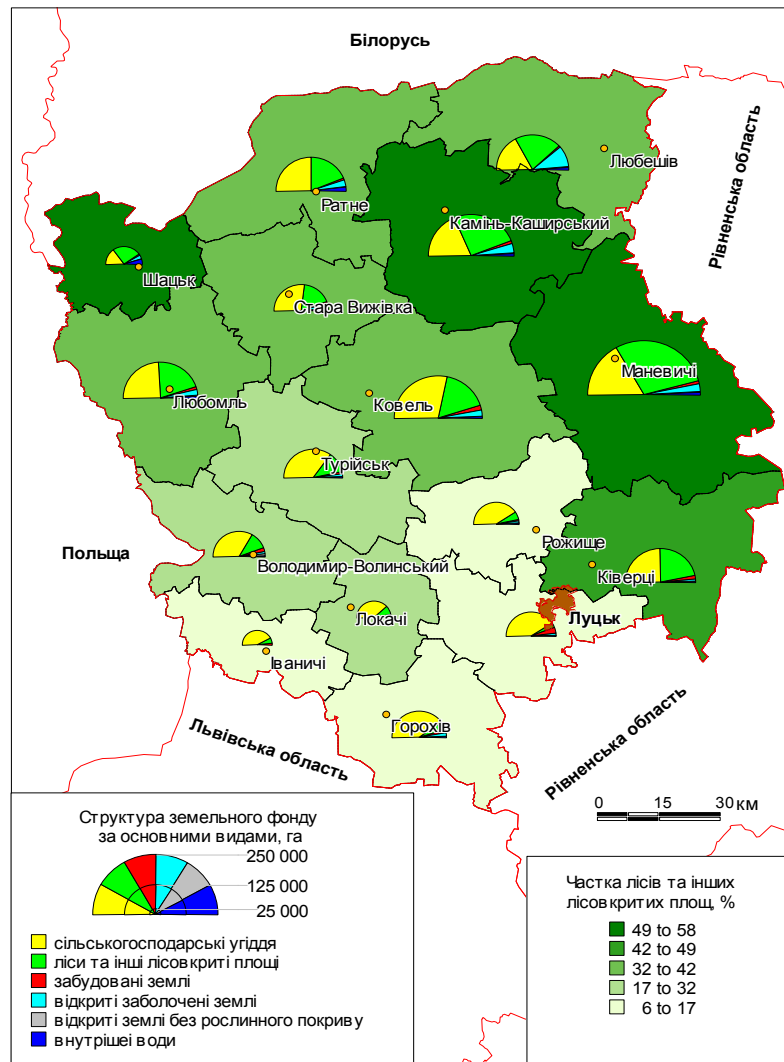 Білорусь
Рівненська область
Любешів
Ратне
Камінь-Каширський
Шацьк
Стара Вижівка
Маневичі
Любомль
Ковель
Турійськ
Рожище
Польща
Володимир-Волинський
Ківерці
Локачі
Луцьк
Іваничі
Горохів
Львівська область
Рівненська область
0 15 30 км
Структура земельного фонду
за основними видами, га
250 000
125 000
25 000
сільськогосподарські угіддя
ліси та інші лісовкриті площі
забудовані землі
відкриті заболочені землі
відкриті землі без рослинного покриву
внутрішеі води
Частка лісів та інших
лісовкритих площ, %
49 to 58
42 to 49
32 to 42
17 to 32
6 to 17